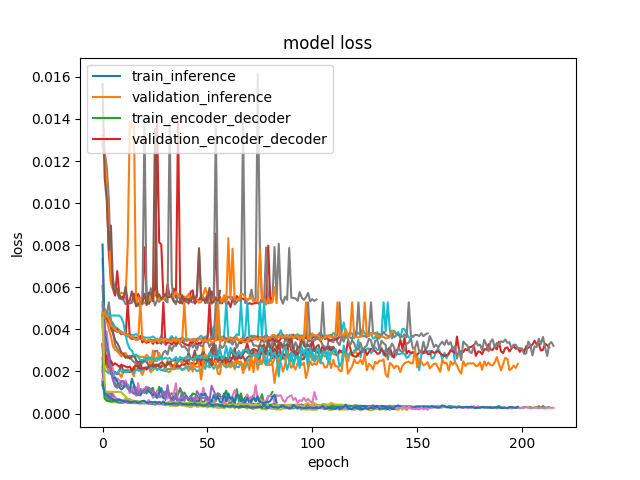 model loss
train_inference
validation_inference
train_encoder_decoder
validation_encoder_decoder
loss
0.016
0.014
0.012
0.010
0.008
0.006
0.004
0.002
0.000
0
50
100
150
200
epoch